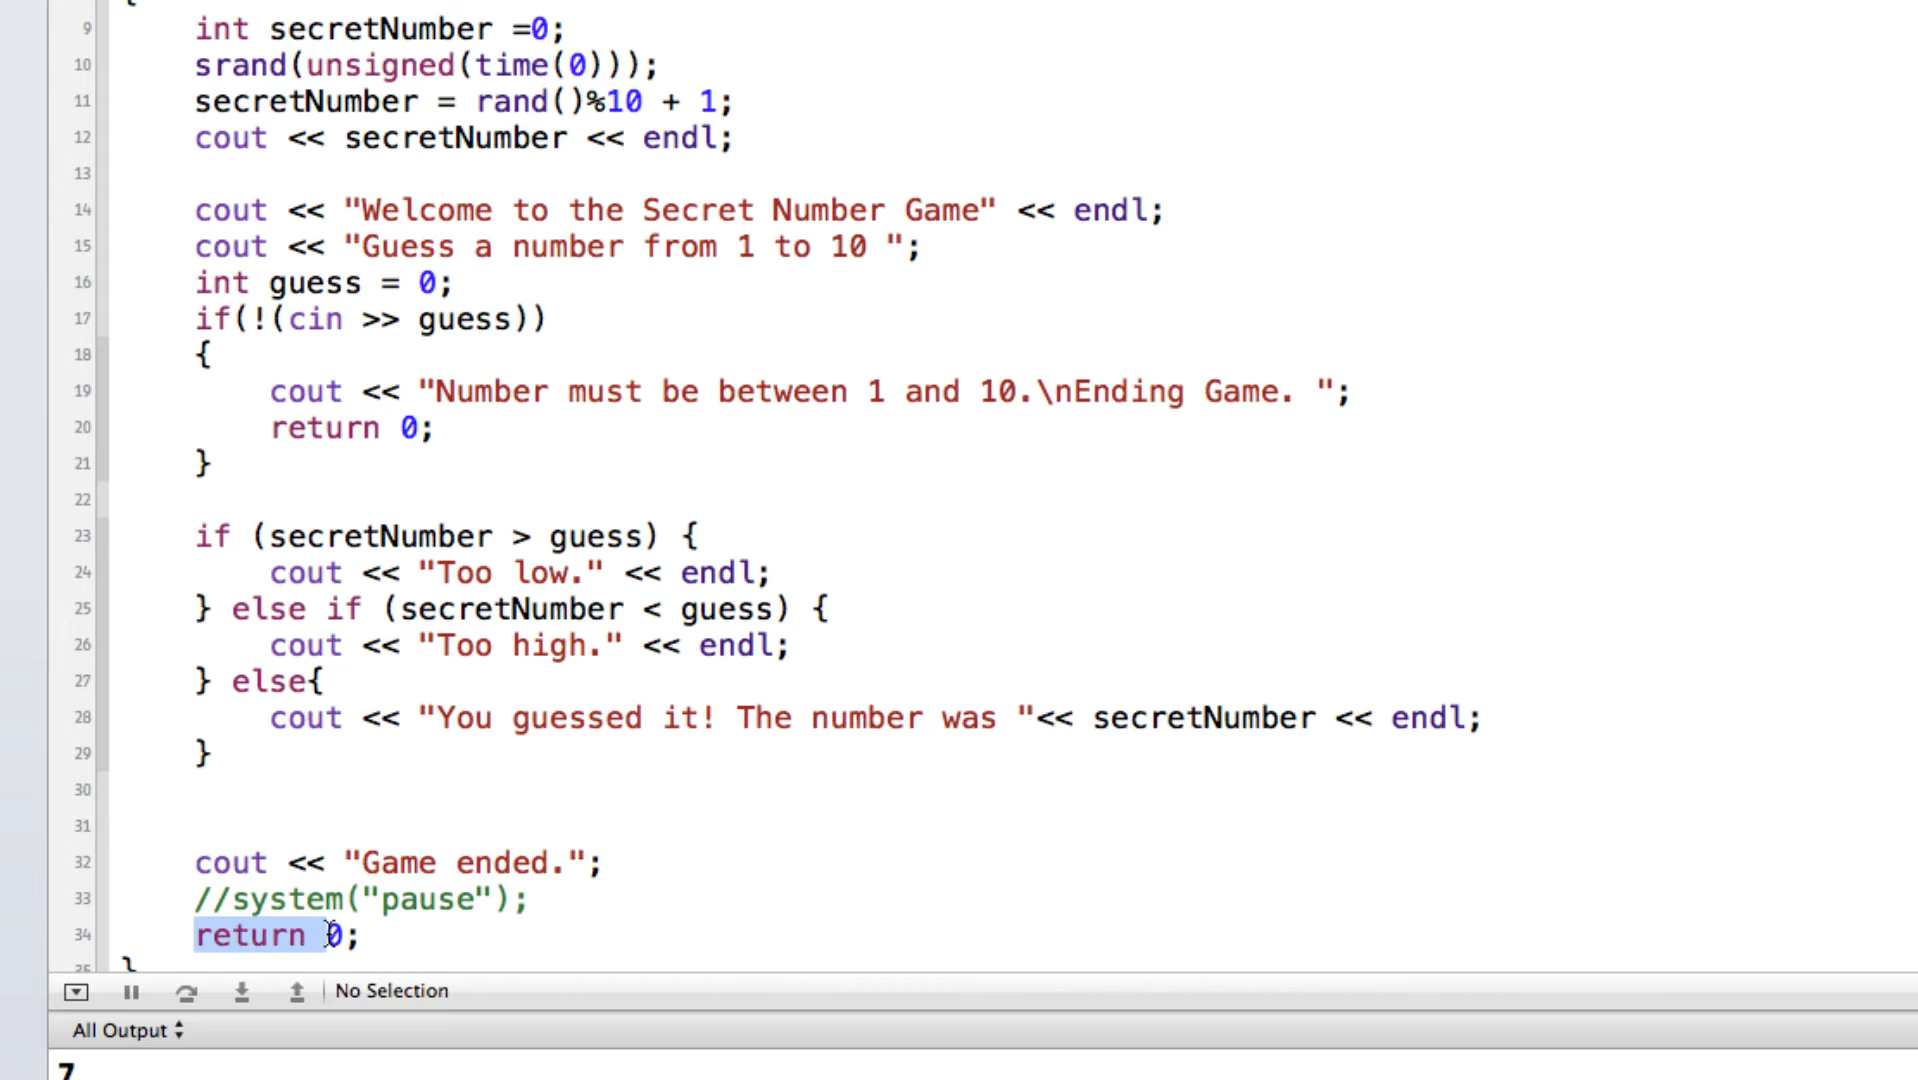 {
9 int secretNumber =0;
10 srand(unsigned(time(0)));
11 secretNumber = rand()%10 + 1;
12 cout << secretNumber << endl;
13
14 cout << "Welcome to the Secret Number Game" << endl;
15 cout << "Guess a number from 1 to 10 ";
16 int guess = 0;
17 if(!(cin >> guess))
18 {
19 cout << "Number must be between 1 and 10.\nEnding Game. ";
20 return 0;
21 }
22
23 if (secretNumber > guess) {
24 cout << "Too low." << endl;
25 } else if (secretNumber < guess) {
26 cout << "Too high." << endl;
27 } else{
28 cout << "You guessed it! The number was "<< secretNumber << endl;
29 }
30
31
32 cout << "Game ended.";
33 //system("pause");
34 return 0;
35 }
No Selection
All Output
7